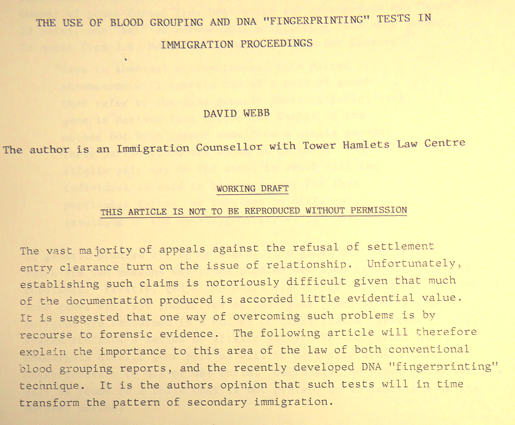 THE USE OF BLOOD GROUPING AND DNA "FINGERPRINTING" TESTS IN
IMMIGRATION PROCEEDINGS
DAVID WEBB
The author is an Immigration Counsellor with Tower Hamlets Law Centre
WORKING DRAFT
THIS ARTICLE IS NOT TO BE REPRODUCED WITHOUT PERMISSION
The vast majority of appeals against the refusal of settlement
entry clearance turn on the issue of relationship. Unfortunately,
establishing such claims is notoriously difficult given that much
of the documentation produced is accorded little evidential value.
It is suggested that one way of overcoming such problems is by
recourse to forensic evidence. The following article will therefore
explain the importance to this area of the law of both conventional
blood grouping reports, and the recently developed DNA "fingerprinting"
technique. It is the authors opinion that such tests will in time
transform the pattern of secondary immigration.